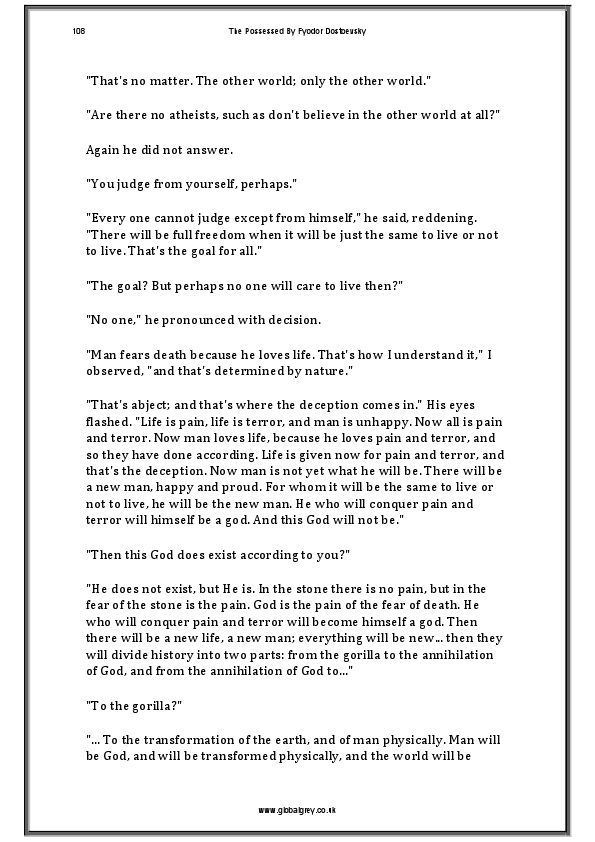 108
The Possessed By Fyodor Dostoevsky
"That's no matter. The other world; only the other world."
"Are there no atheists, such as don't believe in the other world at all?"
Again he did not answer.
"You judge from yourself, perhaps."
"Every one cannot judge except from himself," he said, reddening.
"There will be full freedom when it will be just the same to live or not
to live. That's the goal for all."
"The goal? But perhaps no one will care to live then?"
"No one," he pronounced with decision.
"Man fears death because he loves life. That's how I understand it," I
observed, "and that's determined by nature."
"That's abject; and that's where the deception comes in." His eyes
flashed. "Life is pain, life is terror, and man is unhappy. Now all is pain
and terror. Now man loves life, because he loves pain and terror, and
so they have done according. Life is given now for pain and terror, and
that's the deception. Now man is not yet what he will be. There will be
a new man, happy and proud. For whom it will be the same to live or
not to live, he will be the new man. He who will conquer pain and
terror will himself be a god. And this God will not be."
"Then this God does exist according to you?"
"He does not exist, but He is. In the stone there is no pain, but in the
fear of the stone is the pain. God is the pain of the fear of death. He
who will conquer pain and terror will become himself a god. Then
there will be a new life, a new man; everything will be new... then they
will divide history into two parts: from the gorilla to the annihilation
of God, and from the annihilation of God to..."
"To the gorilla?"
"... To the transformation of the earth, and of man physically. Man will
be God, and will be transformed physically, and the world will be
www.globalgrey.co.uk